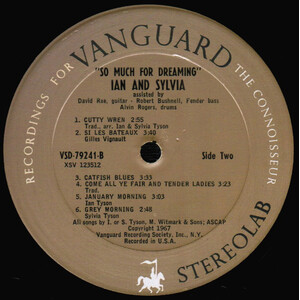 RECORDINGS FOR VANGUARD THE CONNOISSEUR
"SO MUCH FOR DREAMING"
IAN AND SYLVIA
assisted by
David Rea, guitar - Robert Bushnell, Fender bass
Alvin Rogers, drums
1. CUTTY WREN 2:55
Trad., arr. Ian & Sylvia Tyson
2. SI LES BATEAUX 3:40
Gilles Vignault
VSD-79241-B
Side Two
XSV 123512
3. CATFISH BLUES 3:33
4. COME ALL YE FAIR AND TENDER LADIES 3:23
Trad.
5. JANUARY MORNING 3:03
Ian Tyson
6. GREY MORNING 2:48
Sylvia Tyson
All songs by I. or S. Tyson, M. Witmark & Sons; ASCAP
Copyright 1967
Vanguard Recording Society, Inc., N.Y.
Recorded in U.S.A.
STEREOLAB